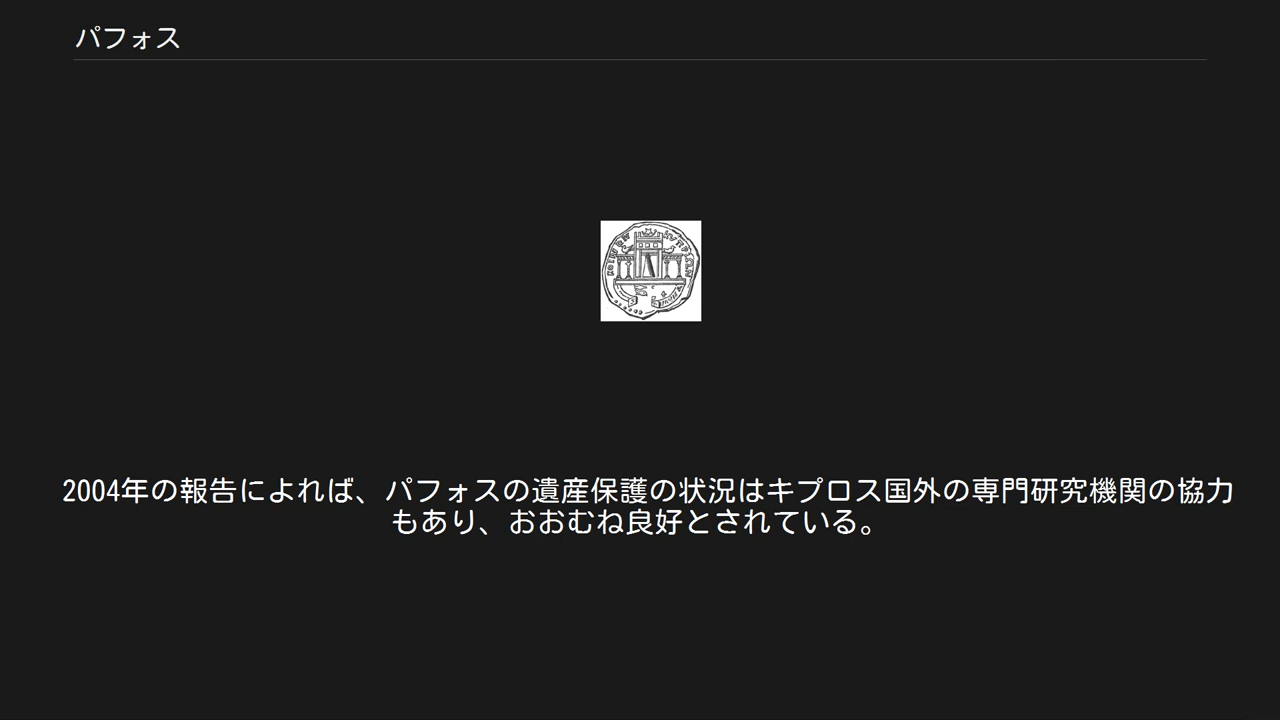 パフォス
2004年の報告によれば、パフォスの遺産保護の状況はキプロス国外の専門研究機関の協力
もあり、おおむね良好とされている。